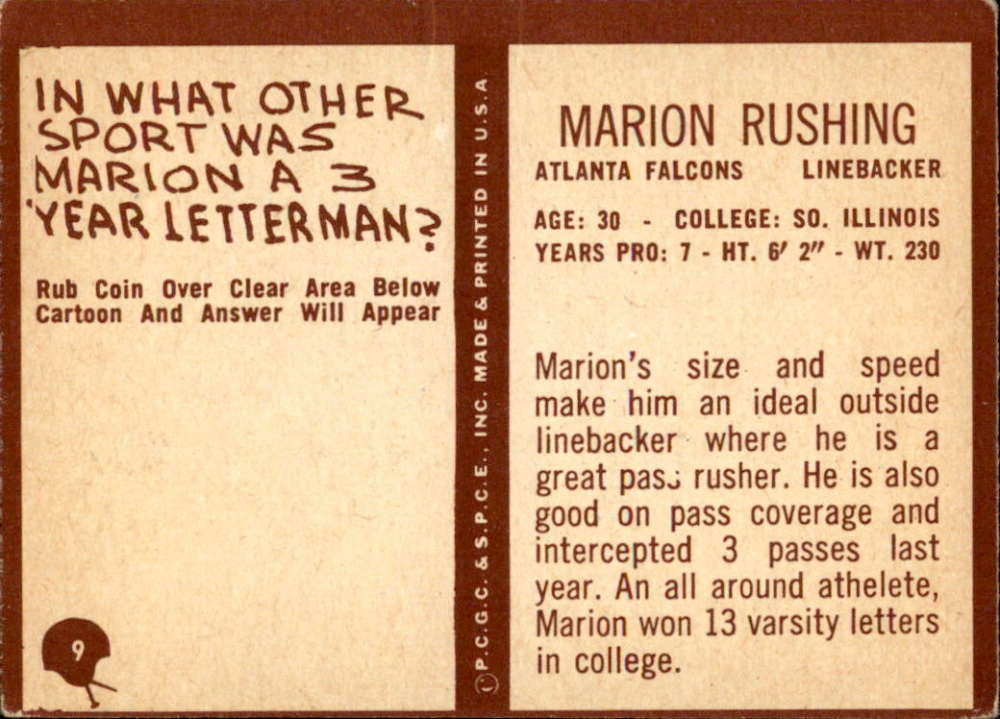 IN WHAT OTHER
SPORT WAS
MARION A 3
YEAR LETTERMAN?
Rub Coin Over Clear Area Below
Cartoon And Answer Will Appear
9
© P.C.G.C. & S.P.C.E., INC. MADE & PRINTED IN U.S.A
MARION RUSHING
ATLANTA FALCONS LINEBACKER
AGE: 30 - COLLEGE: SO. ILLINOIS
YEARS PRO: 7 - HT. 6' 2" - WT. 230
Marion's size and speed
make him an ideal outside
linebacker where he is a
great pass rusher. He is also
good on pass coverage and
intercepted 3 passes last
year. An all around athelete,
Marion won 13 varsity letters
in college.